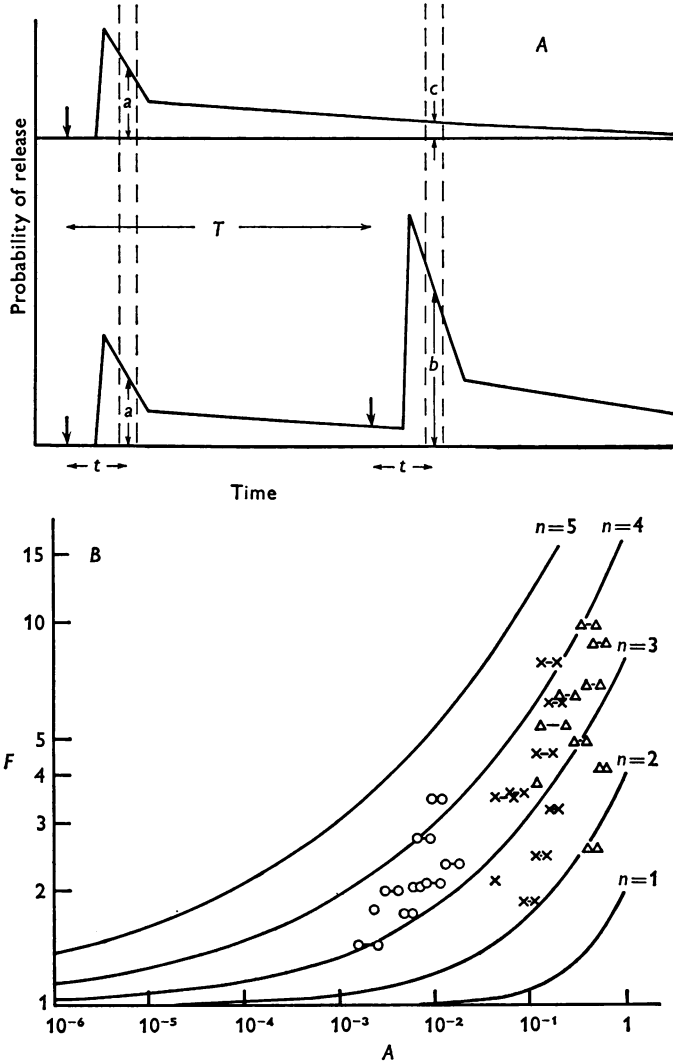 A
a
c
Probability of release
T
a
b
t
t
Time
B
n=5
n=4
n=3
n=2
n=1
15
10
5
4
3
2
1
F
10⁻⁶
10⁻⁵
10⁻⁴
10⁻³
10⁻²
10⁻¹
1
A